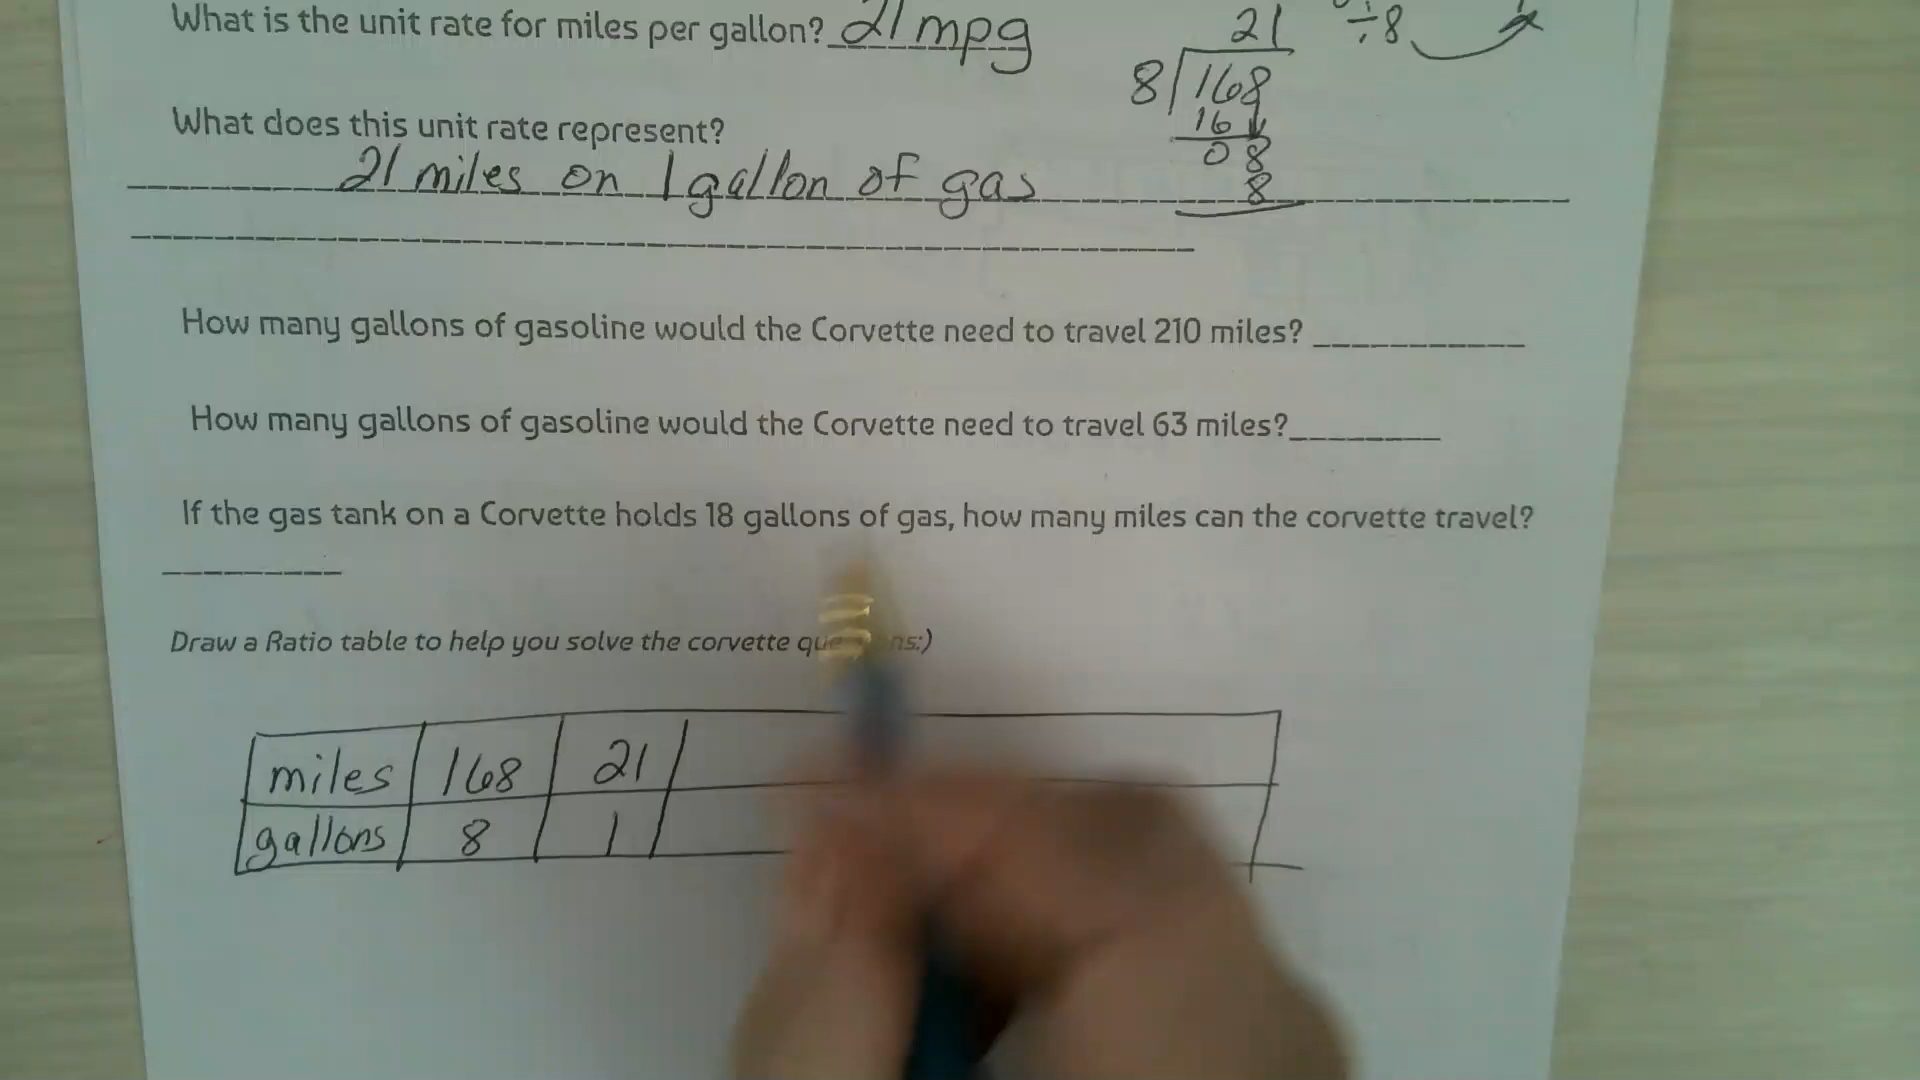 What is the unit rate for miles per gallon? 21 mpg
21
÷8
8 168
16
08
8
What does this unit rate represent?
21 miles on 1 gallon of gas
How many gallons of gasoline would the Corvette need to travel 210 miles? ___________
How many gallons of gasoline would the Corvette need to travel 63 miles?________
If the gas tank on a Corvette holds 18 gallons of gas, how many miles can the corvette travel?
_________
Draw a Ratio table to help you solve the corvette
miles 168 21
gallons 8 1